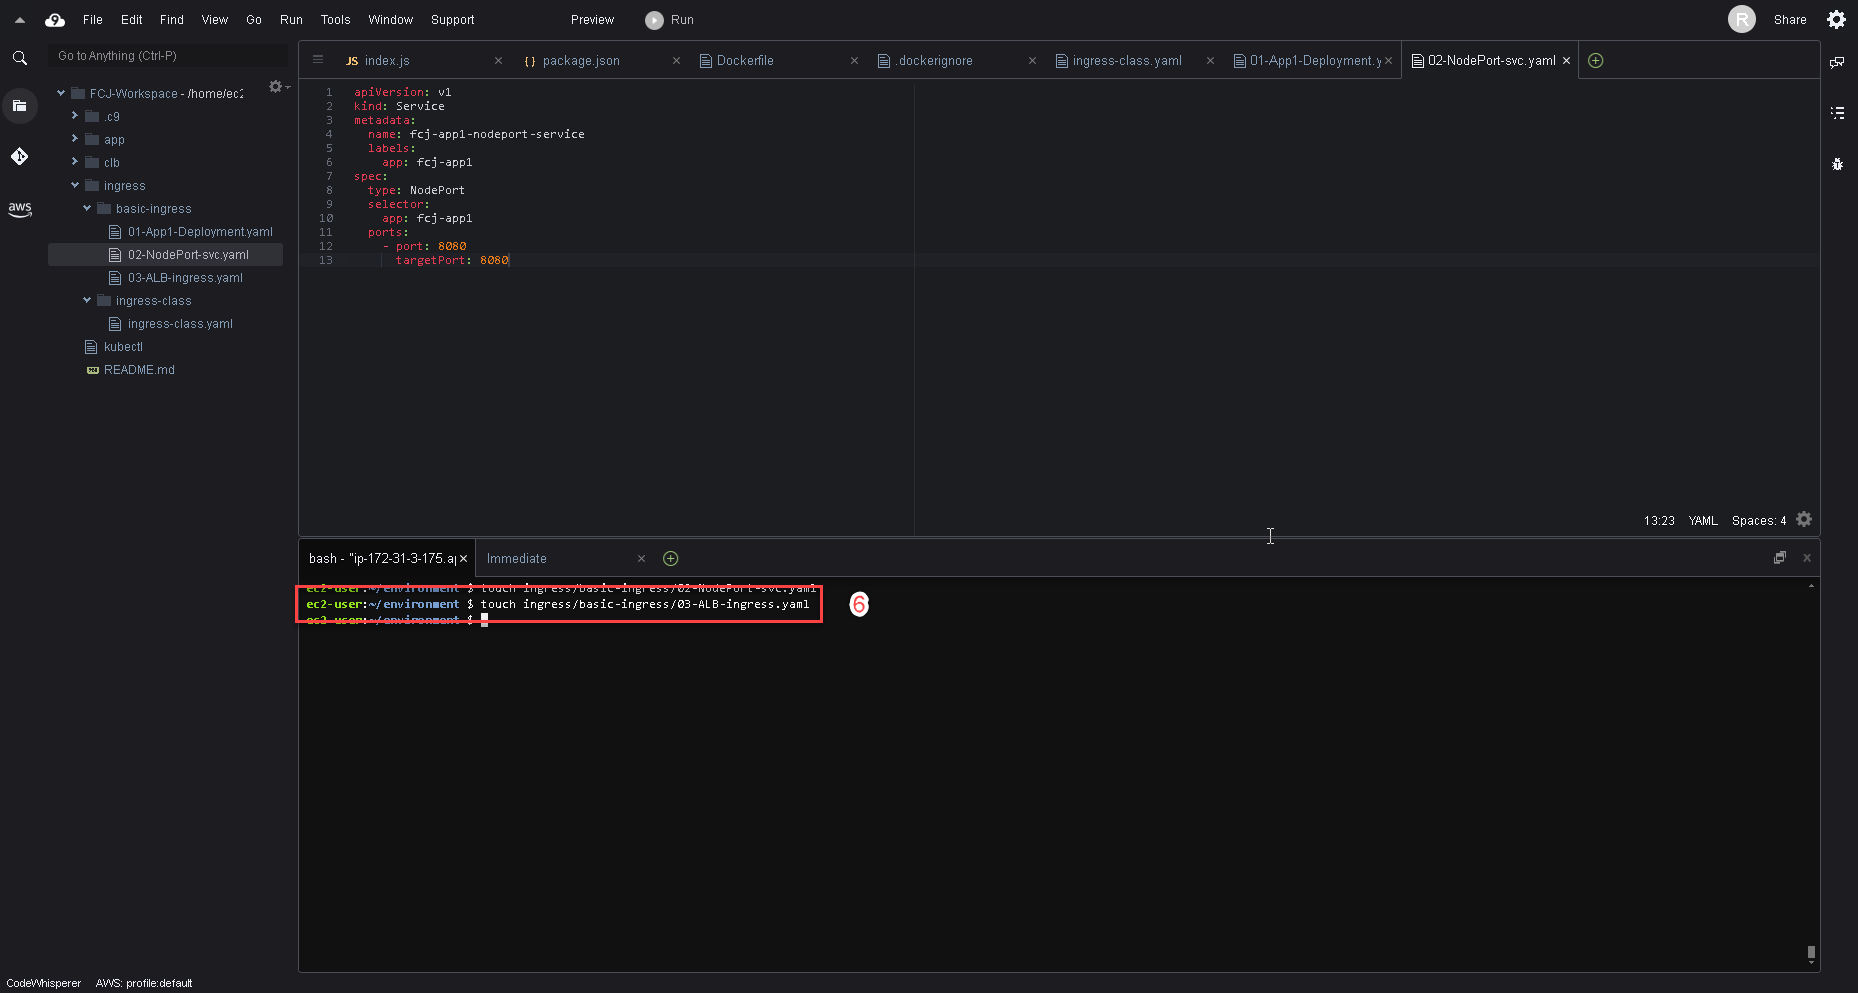 File Edit Find View Go Run Tools Window Support Preview Run R Share
Go to Anything (Ctrl-P)
FCJ-Workspace - /home/ec2
.c9
app
clb
ingress
basic-ingress
01-App1-Deployment.yaml
02-NodePort-svc.yaml
03-ALB-ingress.yaml
ingress-class
ingress-class.yaml
kubectl
README.md
aws
JS index.js { } package.json Dockerfile .dockerignore ingress-class.yaml 01-App1-Deployment.y 02-NodePort-svc.yaml
1 apiVersion: v1
2 kind: Service
3 metadata:
4 name: fcj-app1-nodeport-service
5 labels:
6 app: fcj-app1
7 spec:
8 type: NodePort
9 selector:
10 app: fcj-app1
11 ports:
12 - port: 8080
13 targetPort: 8080
13:23 YAML Spaces: 4
bash - "ip-172-31-3-175.ap Immediate
ec2-user:~/environment $ touch ingress/basic-ingress/02-NodePort-svc.yaml
ec2-user:~/environment $ touch ingress/basic-ingress/03-ALB-ingress.yaml
ec2-user:~/environment $
6
CodeWhisperer AWS: profile:default